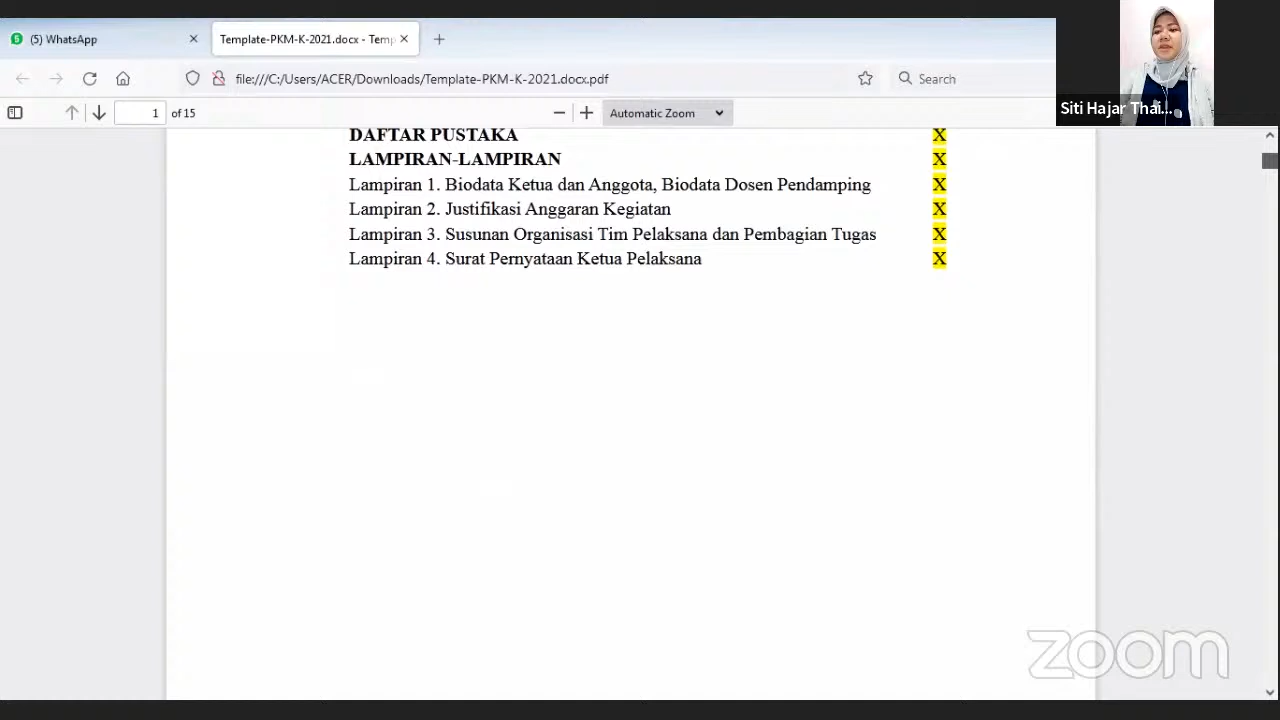 (5) WhatsApp
Template-PKM-K-2021.docx - Temp
file:///C:/Users/ACER/Downloads/Template-PKM-K-2021.docx.pdf
Search
Siti Hajar Thai...
1 of 15
Automatic Zoom
DAFTAR PUSTAKA X
LAMPIRAN-LAMPIRAN X
Lampiran 1. Biodata Ketua dan Anggota, Biodata Dosen Pendamping X
Lampiran 2. Justifikasi Anggaran Kegiatan X
Lampiran 3. Susunan Organisasi Tim Pelaksana dan Pembagian Tugas X
Lampiran 4. Surat Pernyataan Ketua Pelaksana X
zoom